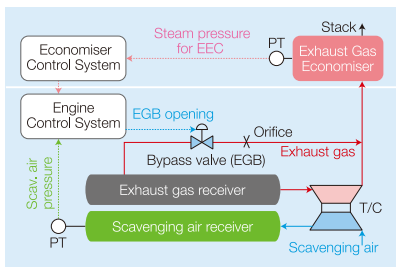 Steam pressure
for EEC
PT
Stack
Economiser
Control System
Exhaust Gas
Economiser
Engine
Control System
EGB opening
Orifice
Bypass valve (EGB)
Exhaust gas
Scav. air
pressure
Exhaust gas receiver
T/C
Scavenging air receiver
PT
Scavenging air